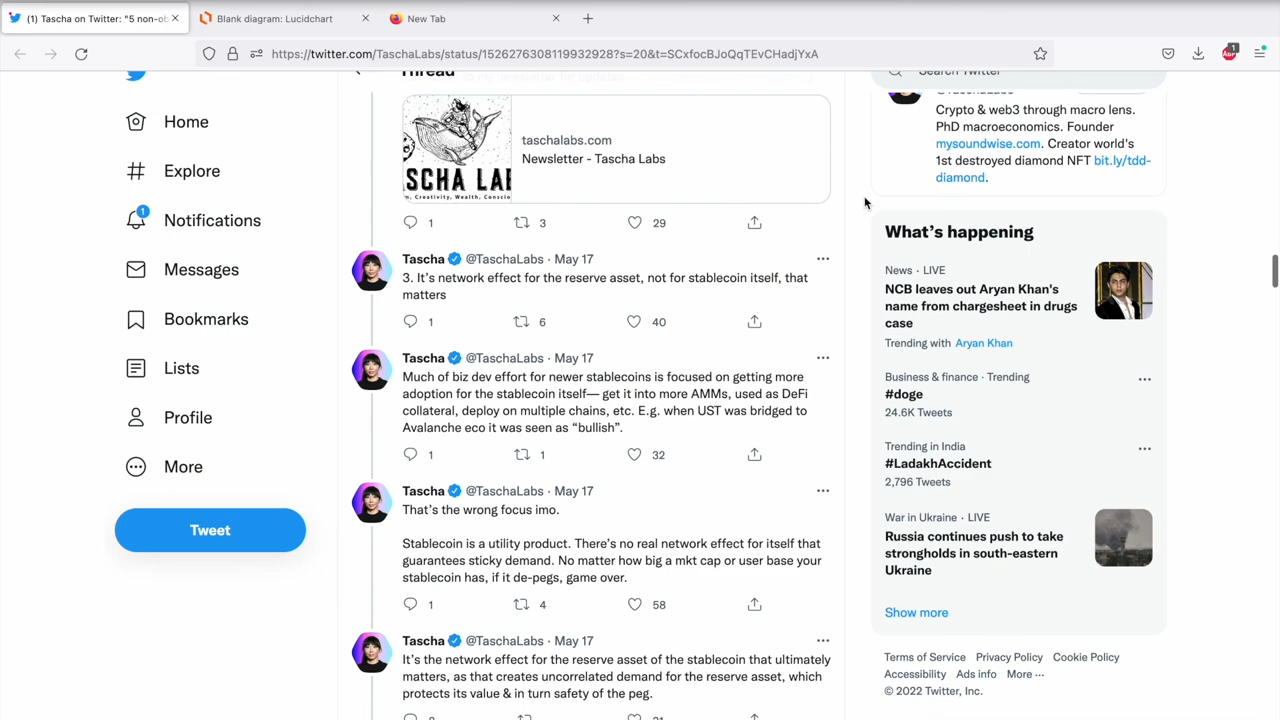 (1) Tascha on Twitter: "5 non-ob
Blank diagram: Lucidchart
New Tab
https://twitter.com/TaschaLabs/status/1526276308119932928?s=20&t=SCxfocBJoQqTEvCHadjYxA
1
Home
Explore
1
Notifications
Messages
Bookmarks
Lists
Profile
More
Tweet
Thread
SCHA LAB
taschalabs.com
Newsletter - Tascha Labs
1 3 29
Tascha @TaschaLabs · May 17
3. It's network effect for the reserve asset, not for stablecoin itself, that
matters
1 6 40
Tascha @TaschaLabs · May 17
Much of biz dev effort for newer stablecoins is focused on getting more
adoption for the stablecoin itself— get it into more AMMs, used as DeFi
collateral, deploy on multiple chains, etc. E.g. when UST was bridged to
Avalanche eco it was seen as “bullish”.
1 1 32
Tascha @TaschaLabs · May 17
That's the wrong focus imo.
Stablecoin is a utility product. There's no real network effect for itself that
guarantees sticky demand. No matter how big a mkt cap or user base your
stablecoin has, if it de-pegs, game over.
1 4 58
Tascha @TaschaLabs · May 17
It's the network effect for the reserve asset of the stablecoin that ultimately
matters, as that creates uncorrelated demand for the reserve asset, which
protects its value & in turn safety of the peg.
Search Twitter
@TaschaLabs
Crypto & web3 through macro lens.
PhD macroeconomics. Founder
mysoundwise.com. Creator world's
1st destroyed diamond NFT bit.ly/tdd-
diamond.
What's happening
News · LIVE
NCB leaves out Aryan Khan's
name from chargesheet in drugs
case
Trending with Aryan Khan
Business & finance · Trending
#doge
24.6K Tweets
Trending in India
#LadakhAccident
2,796 Tweets
War in Ukraine · LIVE
Russia continues push to take
strongholds in south-eastern
Ukraine
Show more
Terms of Service Privacy Policy Cookie Policy
Accessibility Ads info More ···
© 2022 Twitter, Inc.